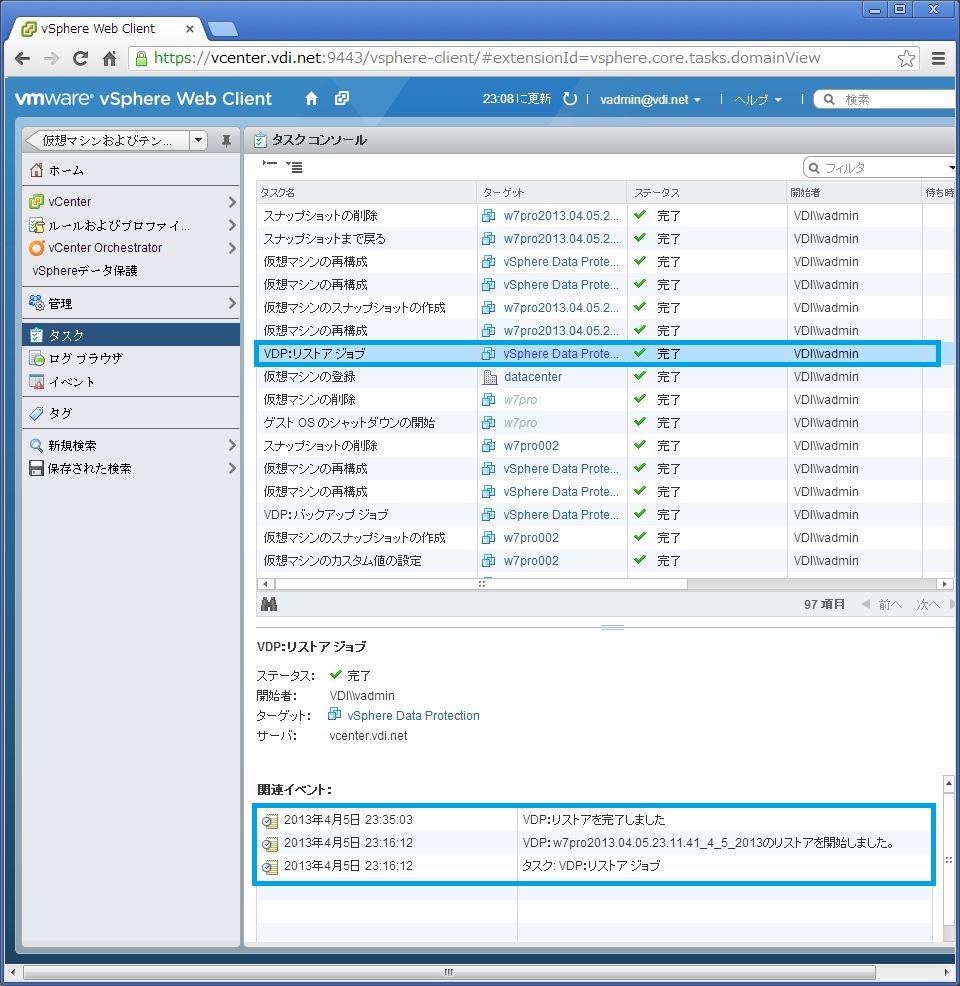 vSphere Web Client
https://vcenter.vdi.net:9443/vsphere-client/#extensionId=vsphere.core.tasks.domainView
vmware® vSphere Web Client 23:08に更新 vadmin@vdi.net ヘルプ 検索
仮想マシンおよびテン...
ホーム
vCenter
ルールおよびプロファイ...
vCenter Orchestrator
vSphereデータ保護
管理
タスク
ログ ブラウザ
イベント
タグ
新規検索
保存された検索
タスク コンソール
フィルタ
タスク名 ターゲット ステータス 開始者 待ち時
スナップショットの削除 w7pro2013.04.05.2... 完了 VDI\\vadmin
スナップショットまで戻る w7pro2013.04.05.2... 完了 VDI\\vadmin
仮想マシンの再構成 vSphere Data Prote... 完了 VDI\\vadmin
仮想マシンの再構成 vSphere Data Prote... 完了 VDI\\vadmin
仮想マシンのスナップショットの作成 w7pro2013.04.05.2... 完了 VDI\\vadmin
仮想マシンの再構成 w7pro2013.04.05.2... 完了 VDI\\vadmin
VDP:リストア ジョブ vSphere Data Prote... 完了 VDI\\vadmin
仮想マシンの登録 datacenter 完了 VDI\\vadmin
仮想マシンの削除 w7pro 完了 VDI\\vadmin
ゲスト OS のシャットダウンの開始 w7pro 完了 VDI\\vadmin
スナップショットの削除 w7pro002 完了 VDI\\vadmin
仮想マシンの再構成 vSphere Data Prote... 完了 VDI\\vadmin
仮想マシンの再構成 vSphere Data Prote... 完了 VDI\\vadmin
VDP:バックアップ ジョブ vSphere Data Prote... 完了 VDI\\vadmin
仮想マシンのスナップショットの作成 w7pro002 完了 VDI\\vadmin
仮想マシンのカスタム値の設定 w7pro002 完了 VDI\\vadmin
97 項目 前へ 次へ
VDP:リストア ジョブ
ステータス: 完了
開始者: VDI\\vadmin
ターゲット: vSphere Data Protection
サーバ: vcenter.vdi.net
関連イベント:
2013年4月5日 23:35:03 VDP:リストアを完了しました
2013年4月5日 23:16:12 VDP: w7pro2013.04.05.23.11.41_4_5_2013のリストアを開始しました。
2013年4月5日 23:16:12 タスク: VDP:リストア ジョブ